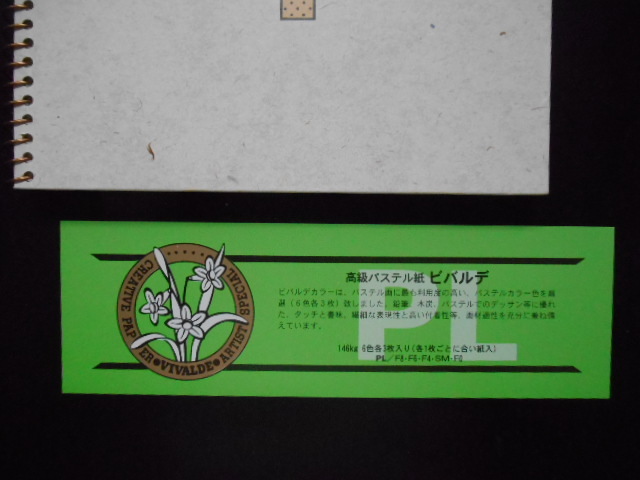 高級パステル紙 ビバルデ
ビバルデカラーは、パステル画に最も利用度の高い、パステルカラー色を厳
選(6色各3枚)致しました。鉛筆、木炭、パステルでのデッサン等に優れ
た、タッチと書味、繊細な表現性と高い付着性等、画材適性を充分に兼ね備
えています。
PL
146kg 6色各3枚入り(各1枚ごとに合い紙入)
PL/F8·F6·F4·SM·F0
CREATIVE PAPER●VIVALDE●ARTIST SPECIAL